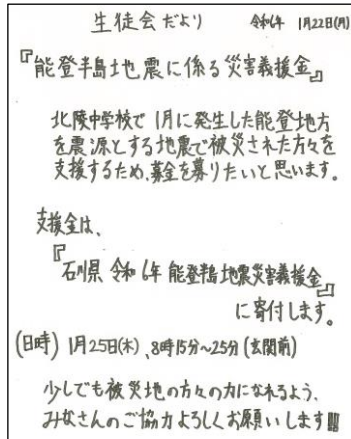 生徒会だより 令和6年 1月22日(月)
『能登半島地震に係る災害義援金』
北陵中学校で 1月に発生した能登地方
を震源とする地震で被災された方々を
支援するため、募金を募りたいと思います。
支援金は、
『石川県 令和6年 能登半島地震災害義援金』
に寄付します。
(日時) 1月25日(木)、8時15分~25分(玄関前)
少しでも被災地の方々の力になれるよう、
みなさんのご協力よろしくお願いします!!!